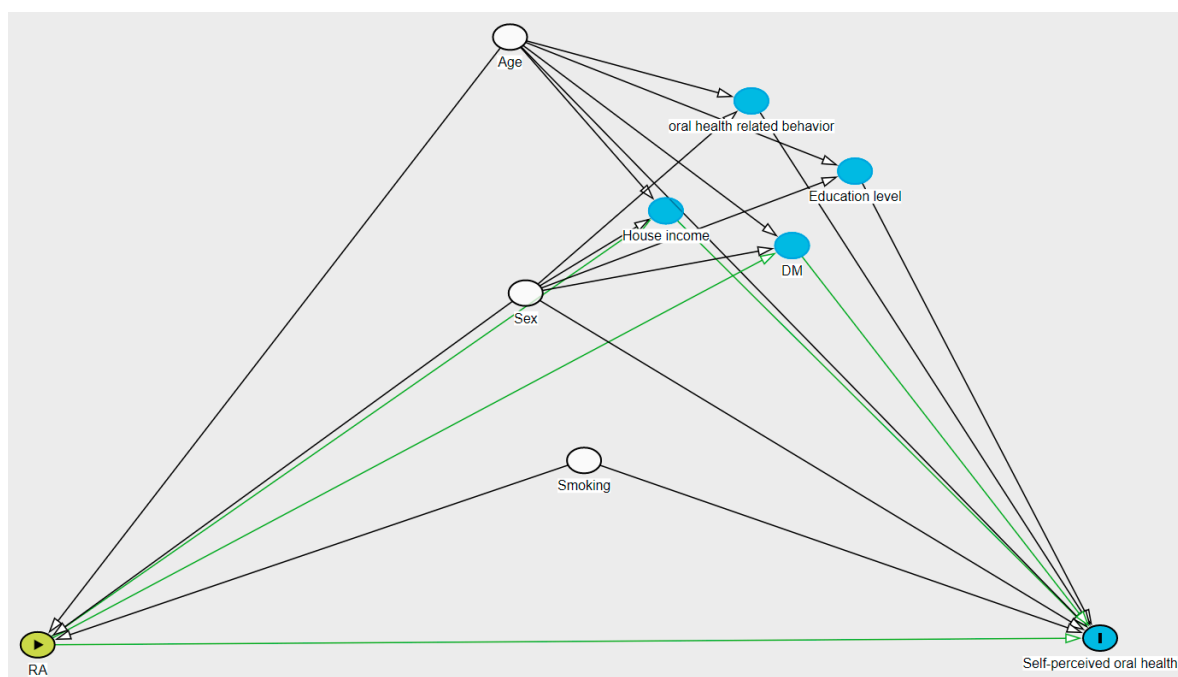 Age
oral health related behavior
Education level
House income
DM
Sex
Smoking
RA
Self-perceived oral health